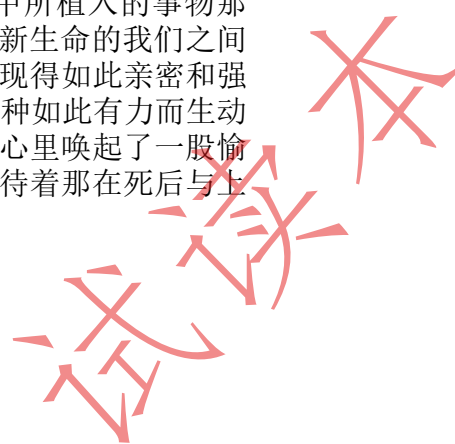 中所植入的事物那
新生命的我们之间
现得如此亲密和强
种如此有力而生动
心里唤起了一股愉
待着那在死后与上
试读本